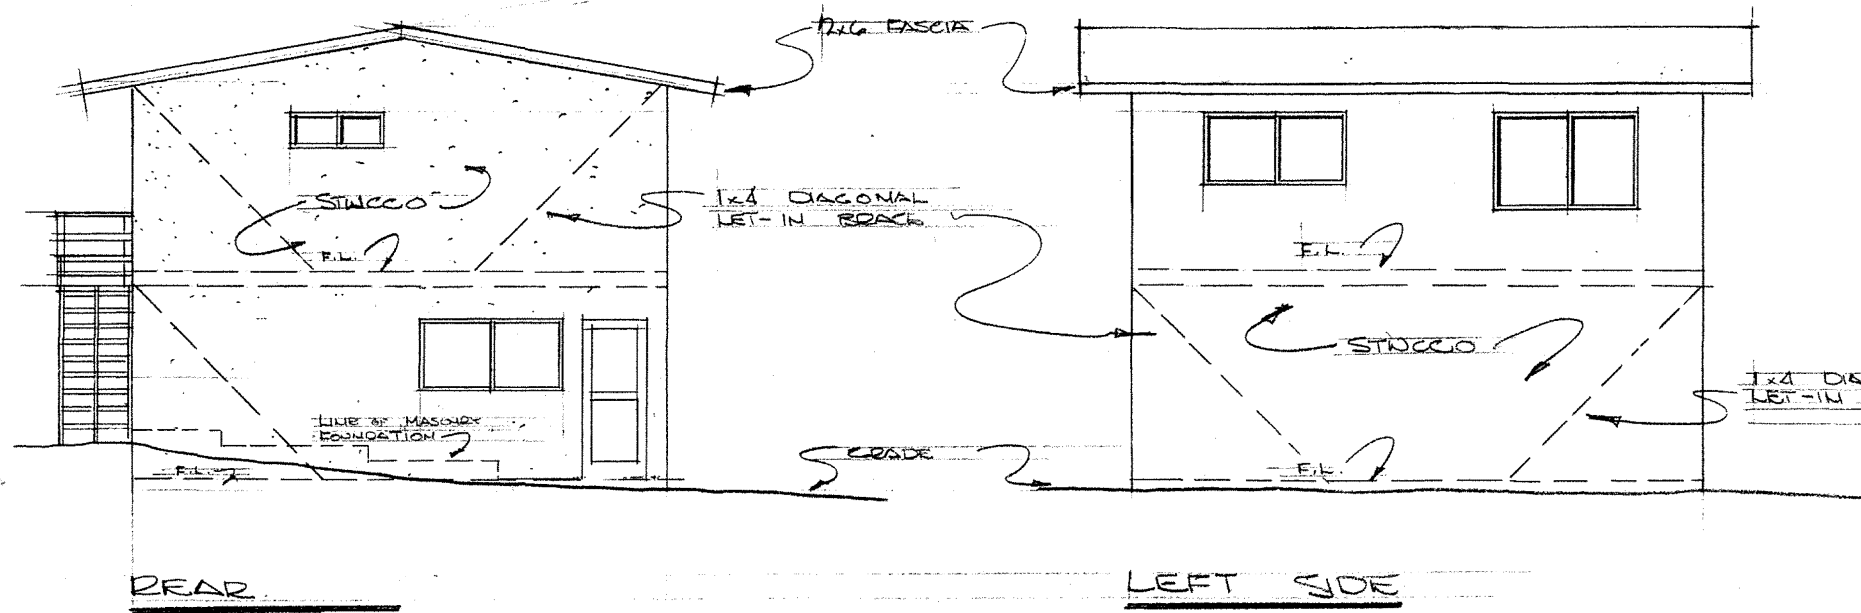 2x6 FASCIA
STUCCO
1x4 DIAGONAL
LET-IN BRACE
F.L.
F.L.
STUCCO
1x4 DIA
LET-IN
LINE OF MASONRY
FOUNDATION
GRADE
F.L.
F.L.
REAR
LEFT SIDE